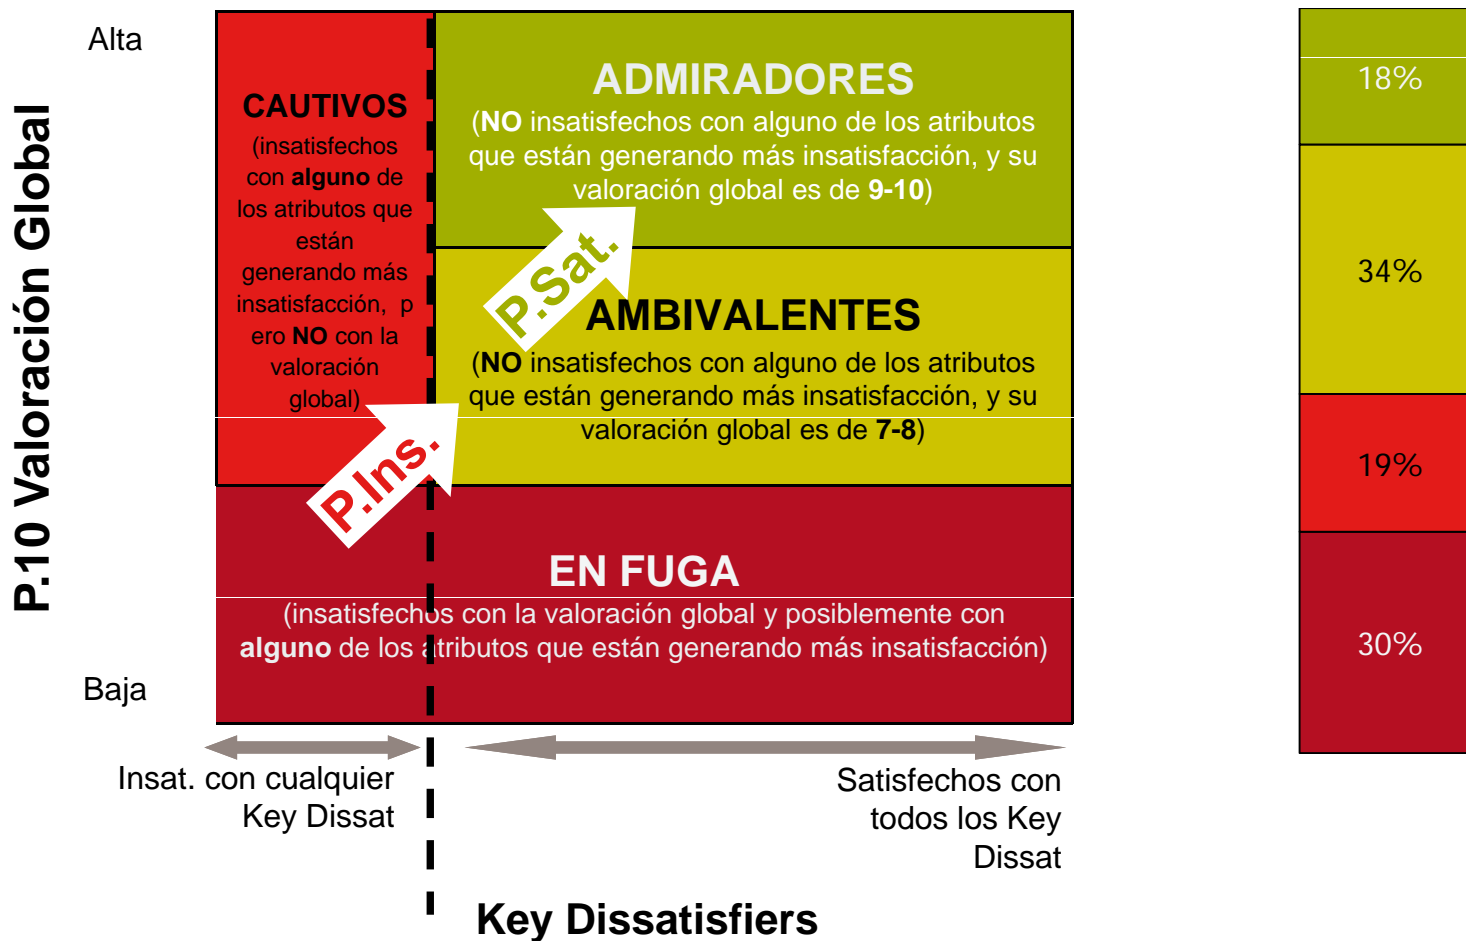 P.10 Valoración Global
Alta
Baja
CAUTIVOS
(insatisfechos
con alguno de
los atributos que
están
generando más
insatisfacción, p
ero NO con la
valoración
global)
ADMIRADORES
(NO insatisfechos con alguno de los atributos
que están generando más insatisfacción, y su
valoración global es de 9-10)
P.Sat.
AMBIVALENTES
(NO insatisfechos con alguno de los atributos
que están generando más insatisfacción, y su
valoración global es de 7-8)
P.Ins.
EN FUGA
(insatisfechos con la valoración global y posiblemente con
alguno de los atributos que están generando más insatisfacción)
Insat. con cualquier
Key Dissat
Satisfechos con
todos los Key
Dissat
Key Dissatisfiers
18%
34%
19%
30%